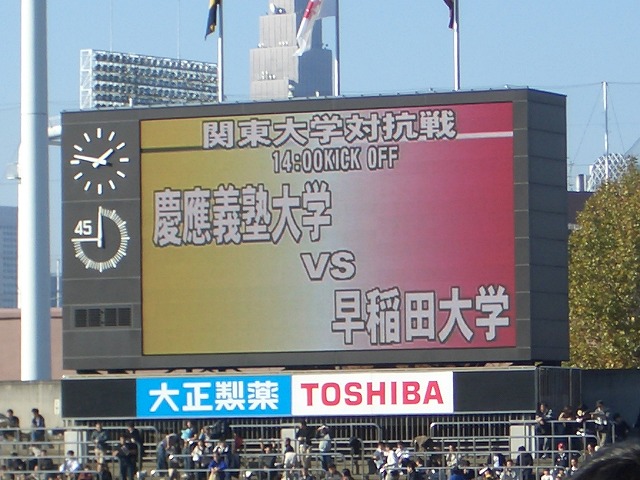 関東大学対抗戦
14:00KICK OFF
慶應義塾大学
VS
早稲田大学
45
大正製薬 TOSHIBA